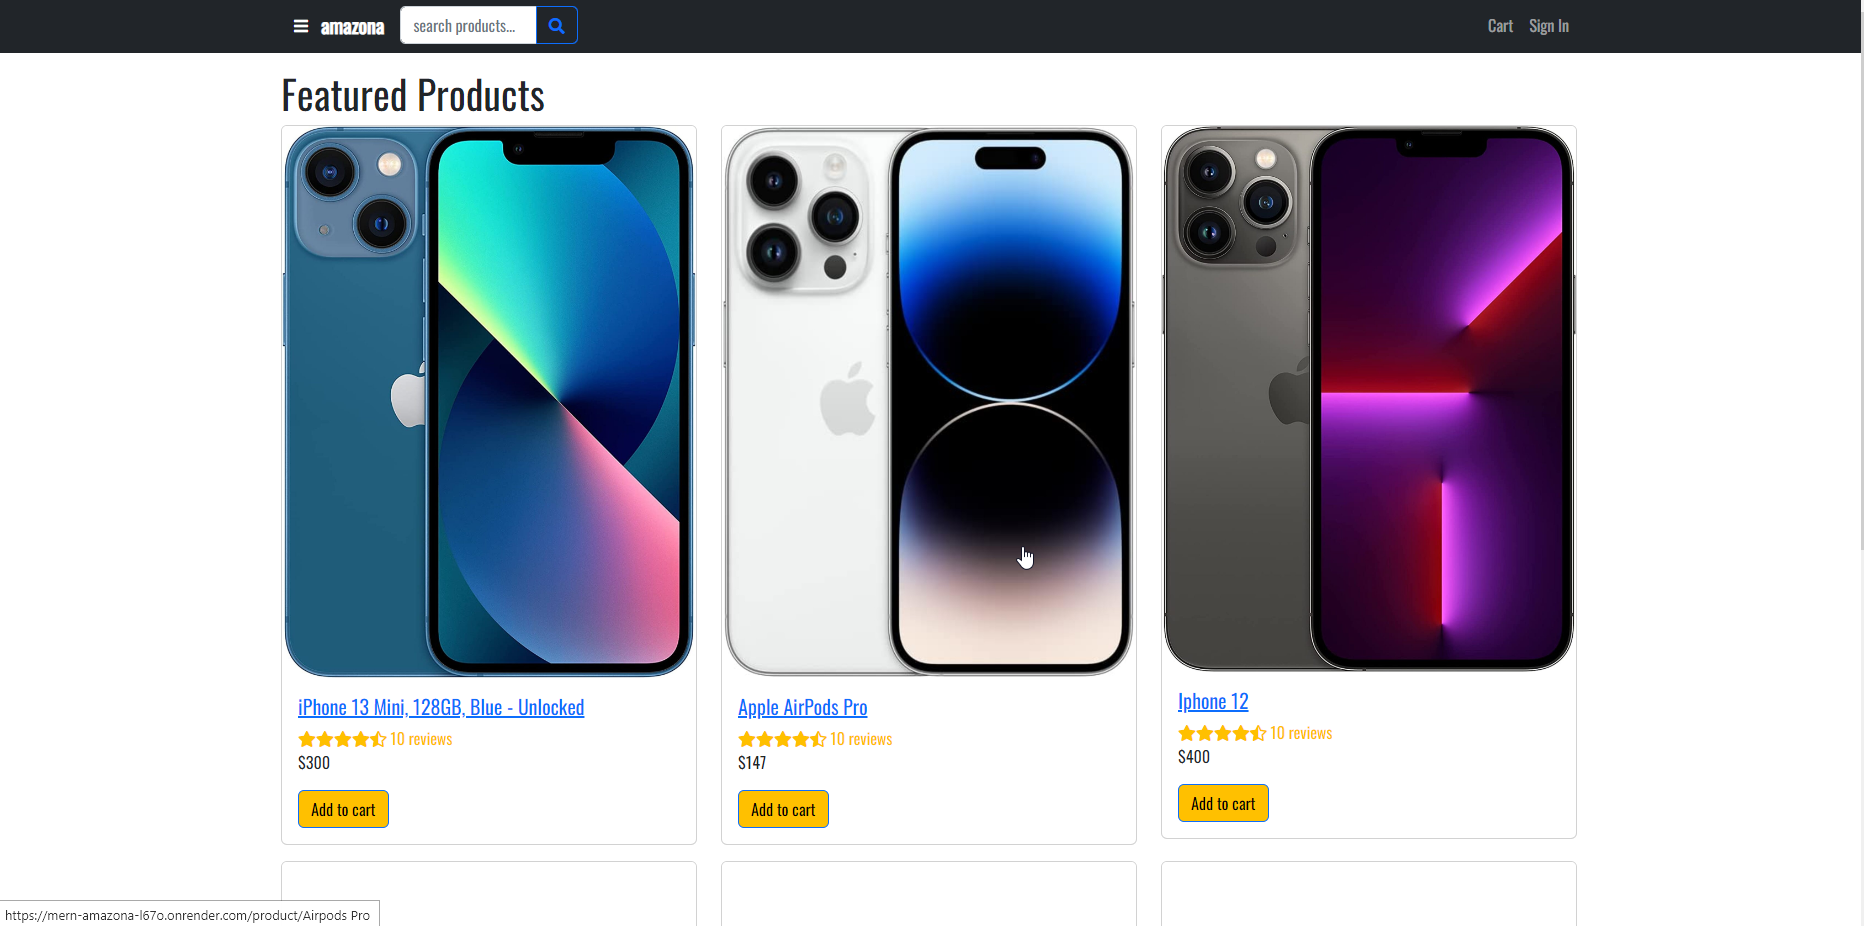 amazona
search products...
Cart
Sign In
Featured Products
iPhone 13 Mini, 128GB, Blue - Unlocked
10 reviews
$300
Add to cart
Apple AirPods Pro
10 reviews
$147
Add to cart
Iphone 12
10 reviews
$400
Add to cart
https://mern-amazona-l67o.onrender.com/product/Airpods Pro